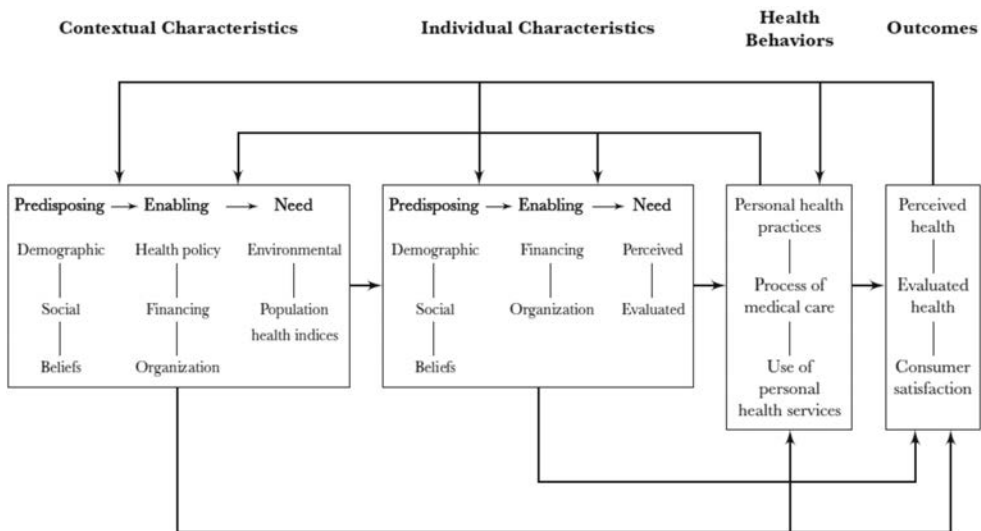 Contextual Characteristics
Individual Characteristics
Health
Behaviors
Outcomes
Predisposing
Enabling
Need
Demographic
Social
Beliefs
Health policy
Financing
Organization
Environmental
Population
health indices
Predisposing
Enabling
Need
Demographic
Social
Beliefs
Financing
Organization
Perceived
Evaluated
Personal health
practices
Process of
medical care
Use of
personal
health services
Perceived
health
Evaluated
health
Consumer
satisfaction